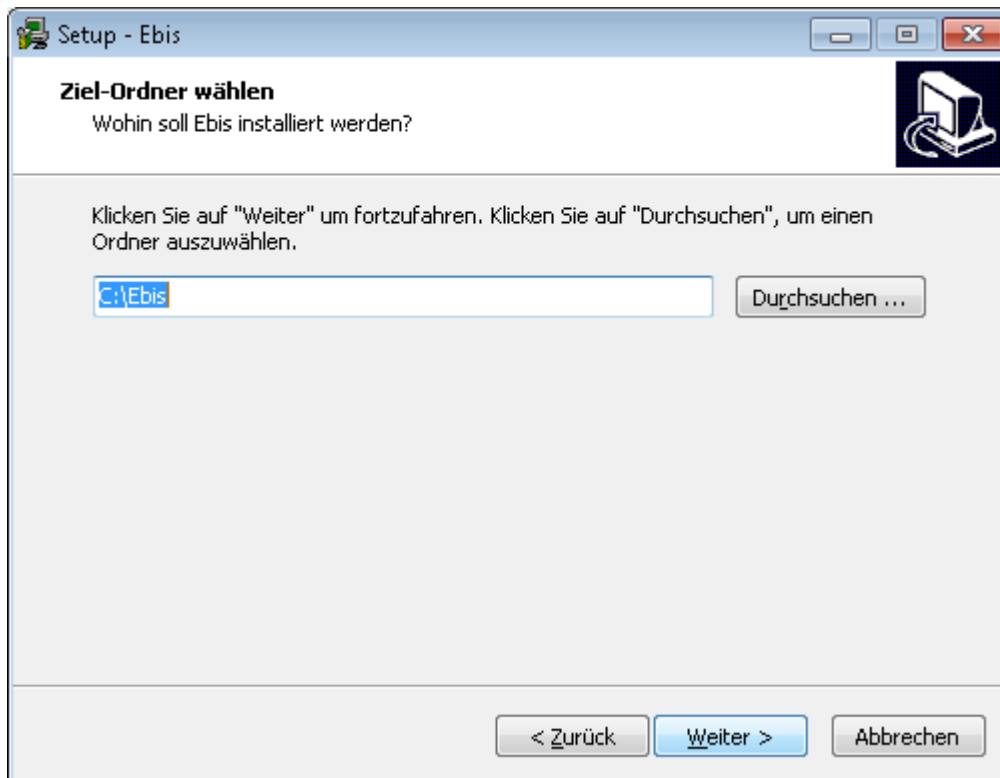 Setup - Ebis
Ziel-Ordner wählen
Wohin soll Ebis installiert werden?
Klicken Sie auf "Weiter" um fortzufahren. Klicken Sie auf "Durchsuchen", um einen
Ordner auszuwählen.
C:\Ebis
Durchsuchen ...
< Zurück
Weiter >
Abbrechen